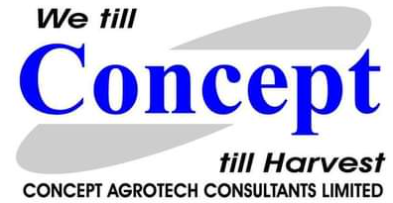 We till
Concept
till Harvest
CONCEPT AGROTECH CONSULTANTS LIMITED